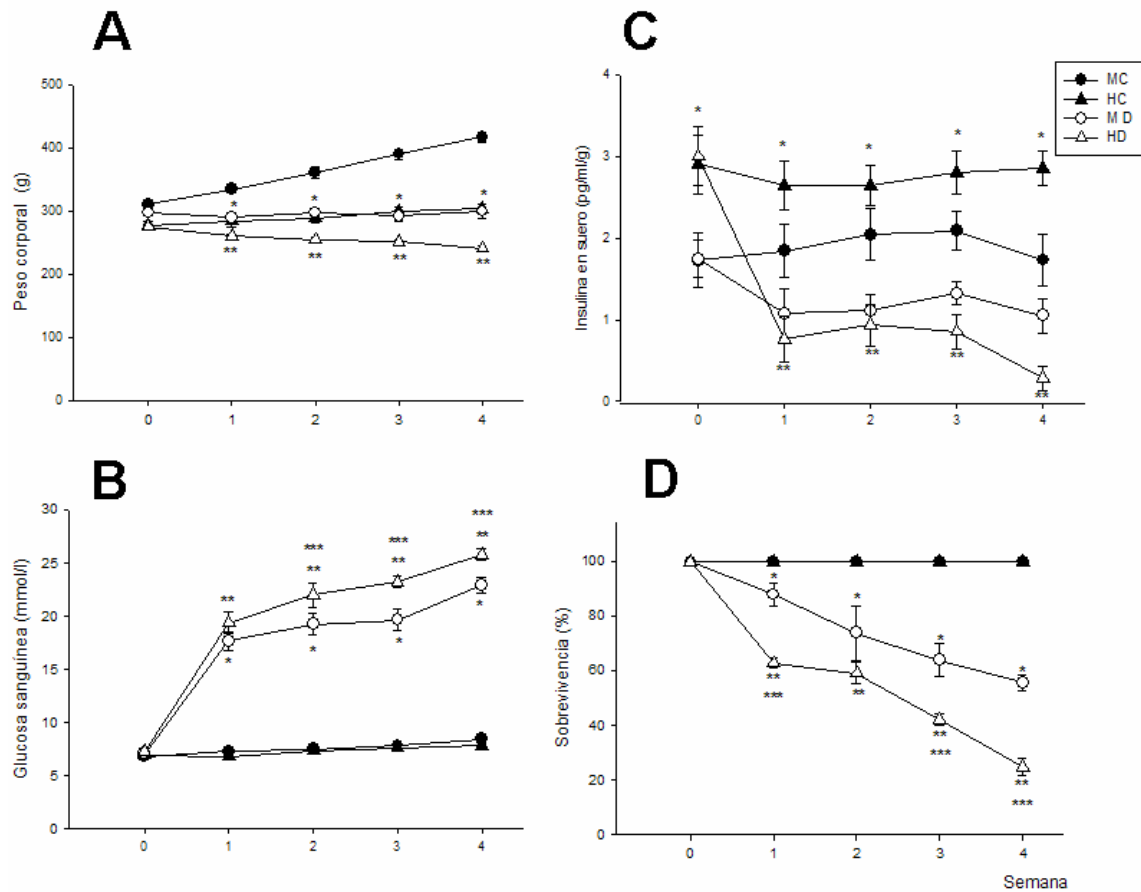 A
Peso corporal (g)
500
400
300
200
100
0
* * * *
** ** ** **
0 1 2 3 4
C
Insulina en suero (pg/ml/g)
4
3
2
1
0
* * * * *
** ** ** **
0 1 2 3 4
MC
HC
M D
HD
B
Glucosa sanguínea (mmol/l)
30
25
20
15
10
5
0
*** *** ***
** ** ** **
* * * *
0 1 2 3 4
D
Sobrevivencia (%)
100
80
60
40
20
0
* * * *
** ** ** **
*** *** ***
0 1 2 3 4
Semana